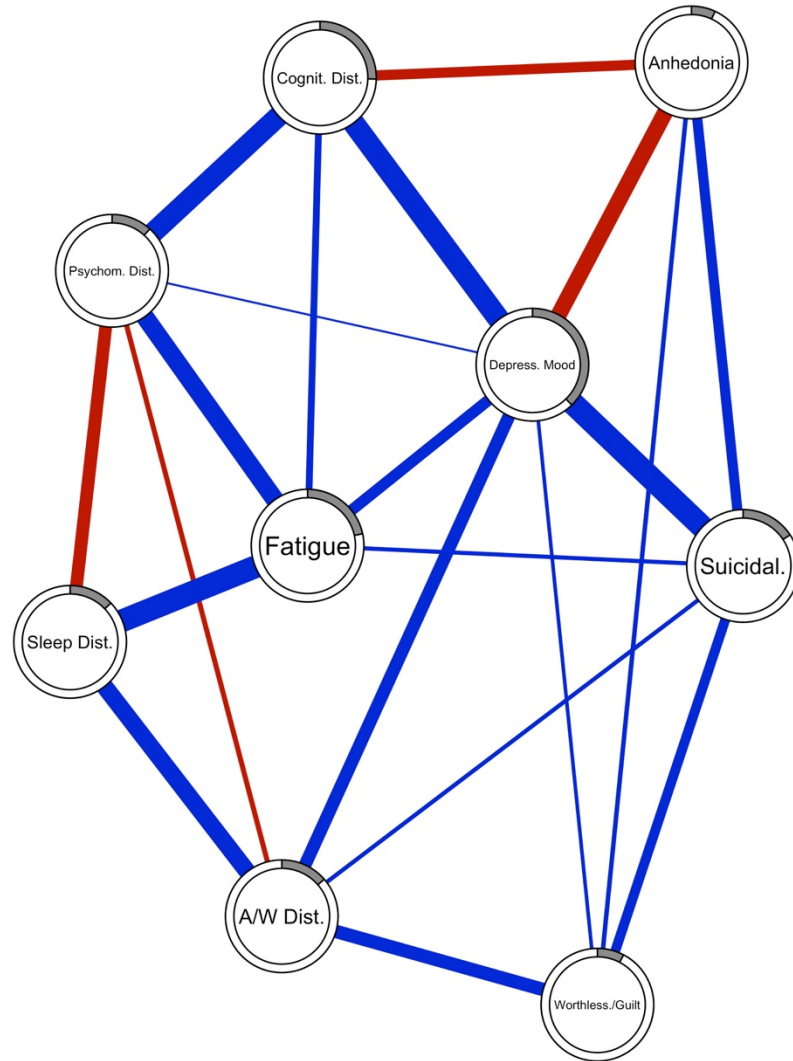 Anhedonia
Cognit. Dist.
Psychom. Dist.
Depress. Mood
Fatigue
Suicidal.
Sleep Dist.
A/W Dist.
Worthless./Guilt